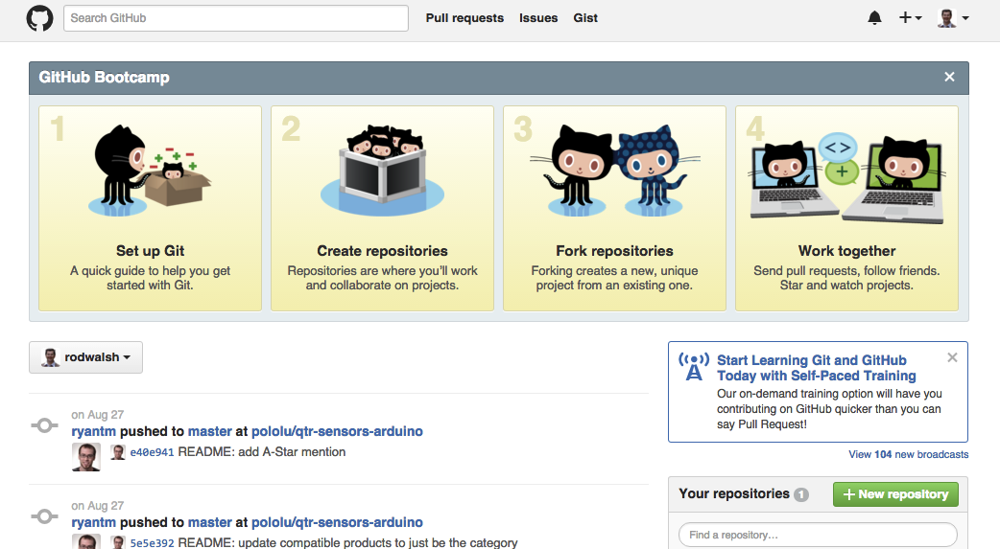 Search GitHub
Pull requests Issues Gist
GitHub Bootcamp
1
Set up Git
A quick guide to help you get
started with Git.
2
Create repositories
Repositories are where you'll work
and collaborate on projects.
3
Fork repositories
Forking creates a new, unique
project from an existing one.
4
Work together
Send pull requests, follow friends.
Star and watch projects.
rodwalsh
on Aug 27
ryantm pushed to master at pololu/qtr-sensors-arduino
e40e941 README: add A-Star mention
on Aug 27
ryantm pushed to master at pololu/qtr-sensors-arduino
5e5e392 README: update compatible products to just be the category
Start Learning Git and GitHub
Today with Self-Paced Training
Our on-demand training option will have you
contributing on GitHub quicker than you can
say Pull Request!
View 104 new broadcasts
Your repositories 1
New repository
Find a repository...